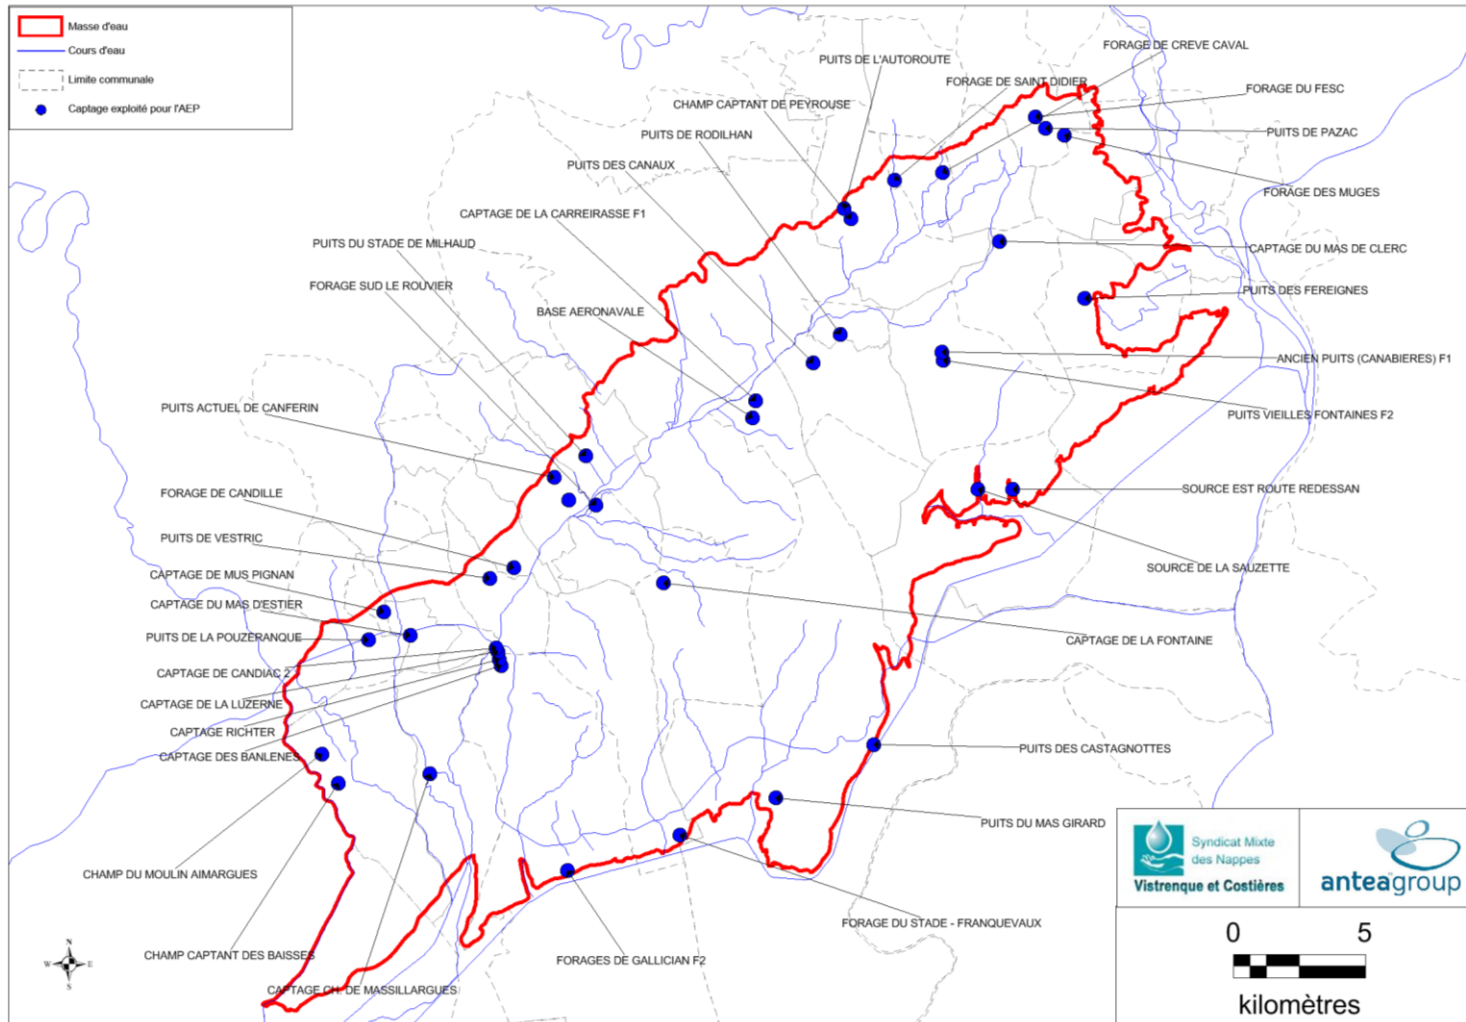 Masse d'eau
Cours d'eau
Limite communale
Captage exploité pour l'AEP
FORAGE DE CREVE CAVAL
PUITS DE L'AUTOROUTE
FORAGE DE SAINT DIDIER
FORAGE DU FESC
CHAMP CAPTANT DE PEYROUSE
PUITS DE PAZAC
PUITS DE RODILHAN
PUITS DES CANAUX
FORAGE DES MUGES
CAPTAGE DE LA CARREIRASSE F1
PUITS DU STADE DE MILHAUD
CAPTAGE DU MAS DE CLERC
FORAGE SUD LE ROUVIER
PUITS DES FEREIGNES
BASE AERONAVALE
ANCIEN PUITS (CANABIERES) F1
PUITS ACTUEL DE CANFERIN
PUITS VIEILLES FONTAINES F2
FORAGE DE CANDILLE
SOURCE EST ROUTE REDESSAN
PUITS DE VESTRIC
SOURCE DE LA SAUZETTE
CAPTAGE DE MUS PIGNAN
CAPTAGE DU MAS D'ESTIER
PUITS DE LA POUZERANQUE
CAPTAGE DE LA FONTAINE
CAPTAGE DE CANDIAC 2
CAPTAGE DE LA LUZERNE
CAPTAGE RICHTER
CAPTAGE DES BANLENES
PUITS DES CASTAGNOTTES
PUITS DU MAS GIRARD
CHAMP DU MOULIN AIMARGUES
FORAGE DU STADE - FRANQUEVAUX
CHAMP CAPTANT DES BAISSES
FORAGES DE GALLICIAN F2
CAPTAGE CH. DE MASSILLARGUES
N
W
E
S
Syndicat Mixte
des Nappes
Vistrenque et Costières
anteagroup
0 5
kilomètres